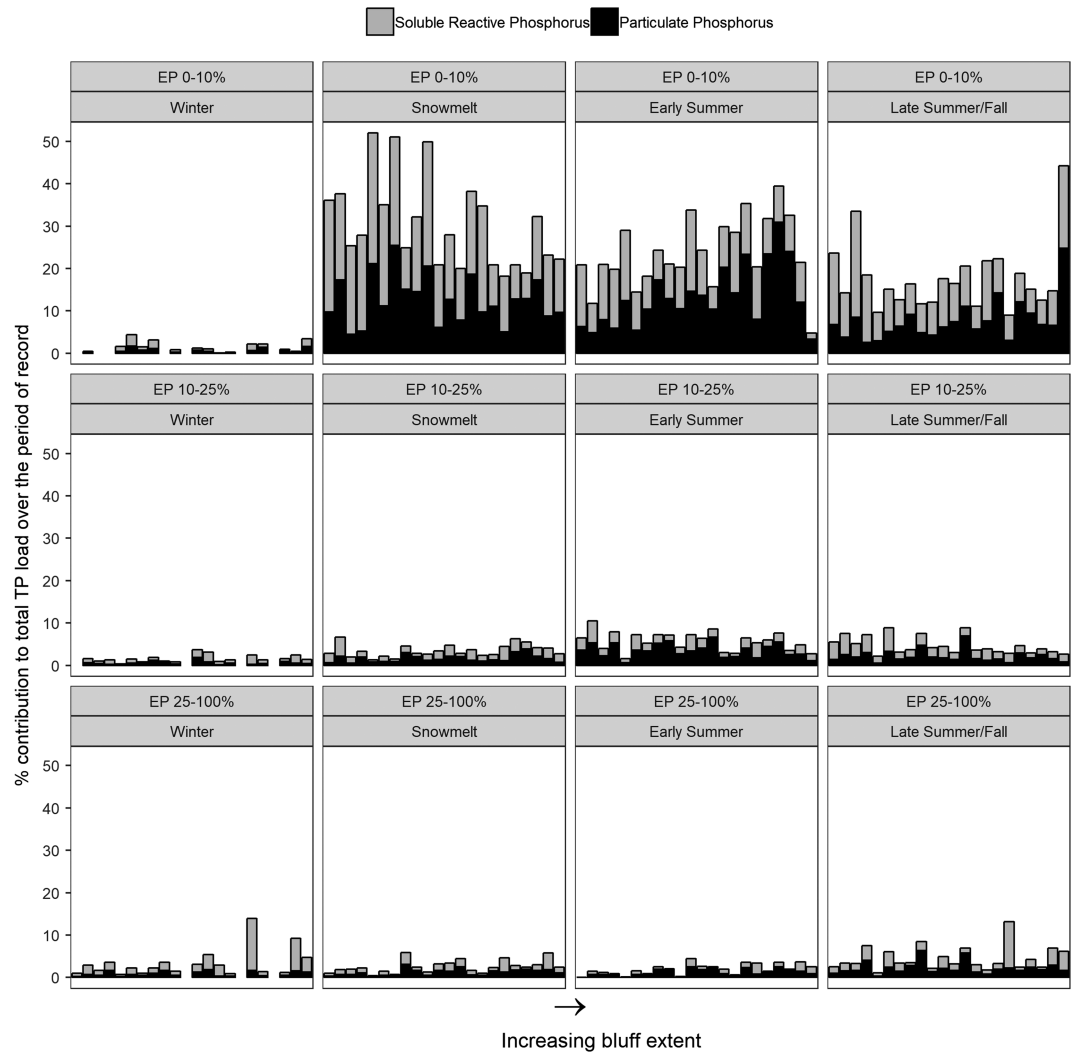 Soluble Reactive Phosphorus Particulate Phosphorus
EP 0-10% EP 0-10% EP 0-10% EP 0-10%
Winter Snowmelt Early Summer Late Summer/Fall
50
40
30
20
10
0
EP 10-25% EP 10-25% EP 10-25% EP 10-25%
Winter Snowmelt Early Summer Late Summer/Fall
50
40
30
20
10
0
EP 25-100% EP 25-100% EP 25-100% EP 25-100%
Winter Snowmelt Early Summer Late Summer/Fall
50
40
30
20
10
0
% contribution to total TP load over the period of record
→
Increasing bluff extent